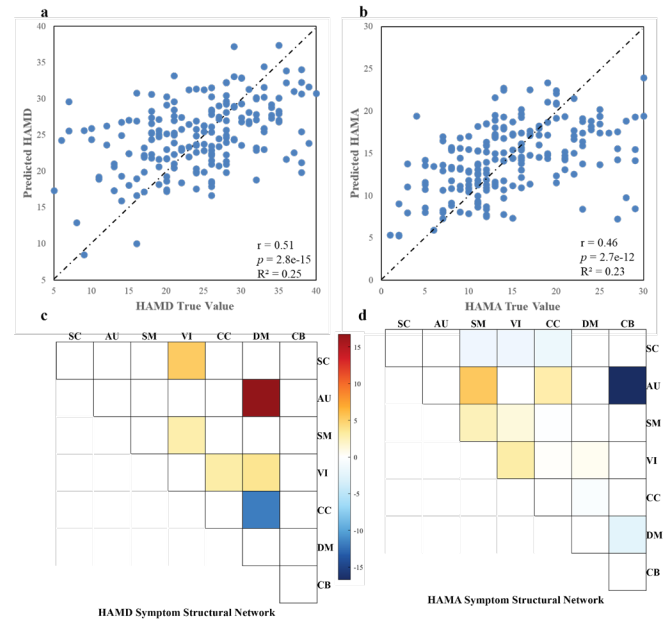 a
40
35
30
25
20
15
10
5
Predicted HAMD
5 10 15 20 25 30 35 40
HAMD True Value
r = 0.51
p = 2.8e-15
R² = 0.25
b
30
25
20
15
10
5
0
Predicted HAMA
0 5 10 15 20 25 30
HAMA True Value
r = 0.46
p = 2.7e-12
R² = 0.23
c
SC AU SM VI CC DM CB
SC
AU
SM
VI
CC
DM
CB
HAMD Symptom Structural Network
15
10
5
0
-5
-10
-15
d
SC AU SM VI CC DM CB
SC
AU
SM
VI
CC
DM
CB
HAMA Symptom Structural Network